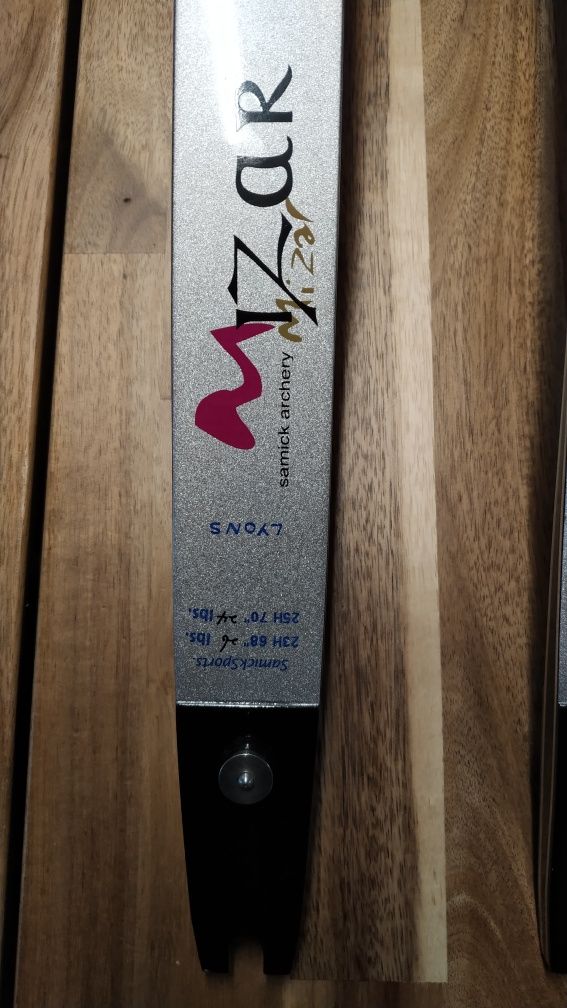 MIZAR
Mizar
samick archery
LYONS
SamickSports
23H 68" 26 lbs.
25H 70" 24 lbs.